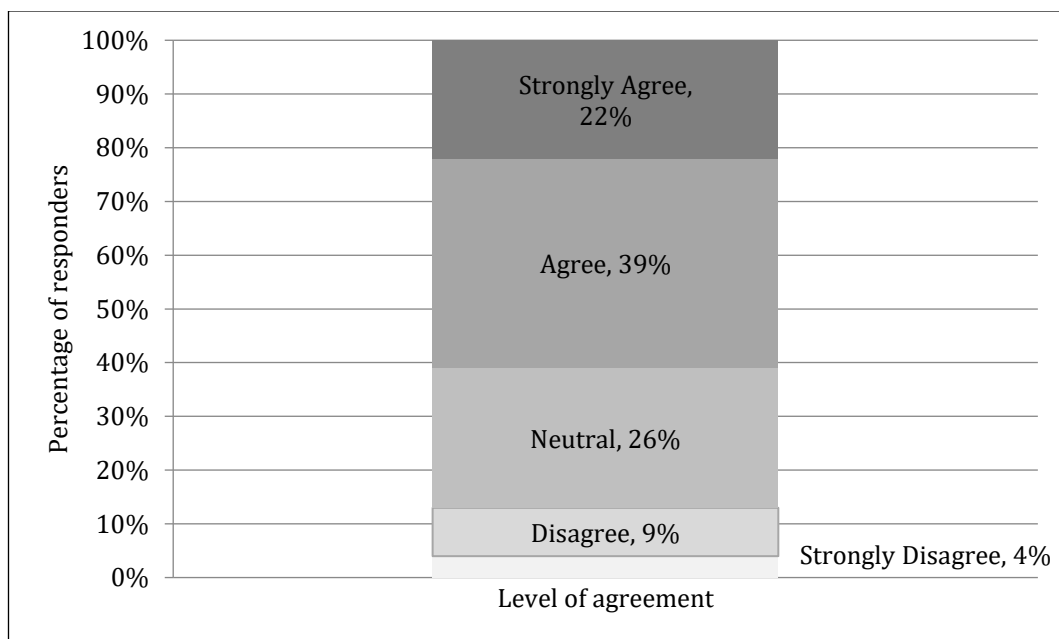 100%
90%
80%
70%
60%
50%
40%
30%
20%
10%
0%
Percentage of responders
Strongly Agree,
22%
Agree, 39%
Neutral, 26%
Disagree, 9%
Strongly Disagree, 4%
Level of agreement